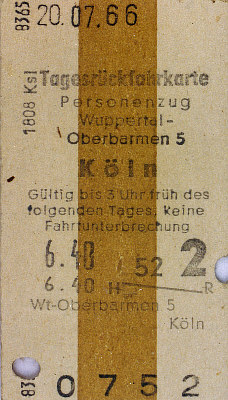 20.07.66
8365
1808 Ksl
Tagesrückfahrkarte
Personenzug
Wuppertal-
Oberbarmen 5
Köln
Gültig bis 3 Uhr früh des
folgenden Tages. Keine
Fahrtunterbrechung
6.40 52 2
6.40 H R
Wt-Oberbarmen 5
Köln
0752